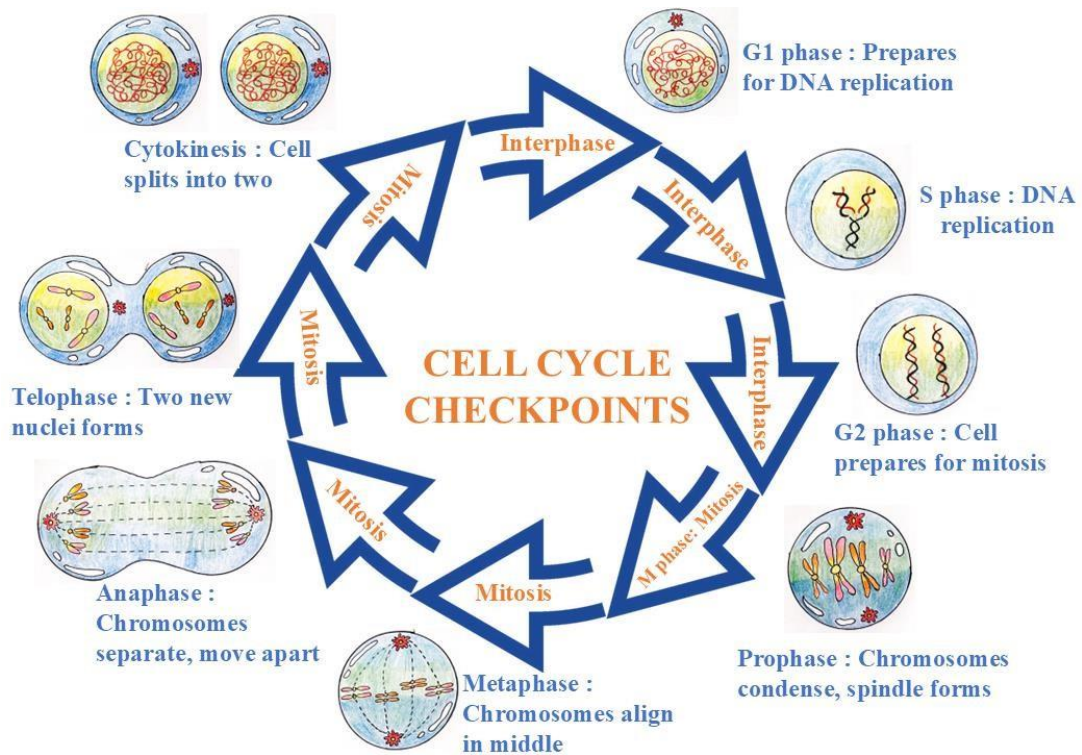 G1 phase : Prepares
for DNA replication
Interphase
S phase : DNA
replication
Interphase
G2 phase : Cell
prepares for mitosis
Interphase
Prophase : Chromosomes
condense, spindle forms
M phase: Mitosis
Metaphase :
Chromosomes align
in middle
Mitosis
Anaphase :
Chromosomes
separate, move apart
Mitosis
Telophase : Two new
nuclei forms
Mitosis
Cytokinesis : Cell
splits into two
Mitosis
CELL CYCLE
CHECKPOINTS